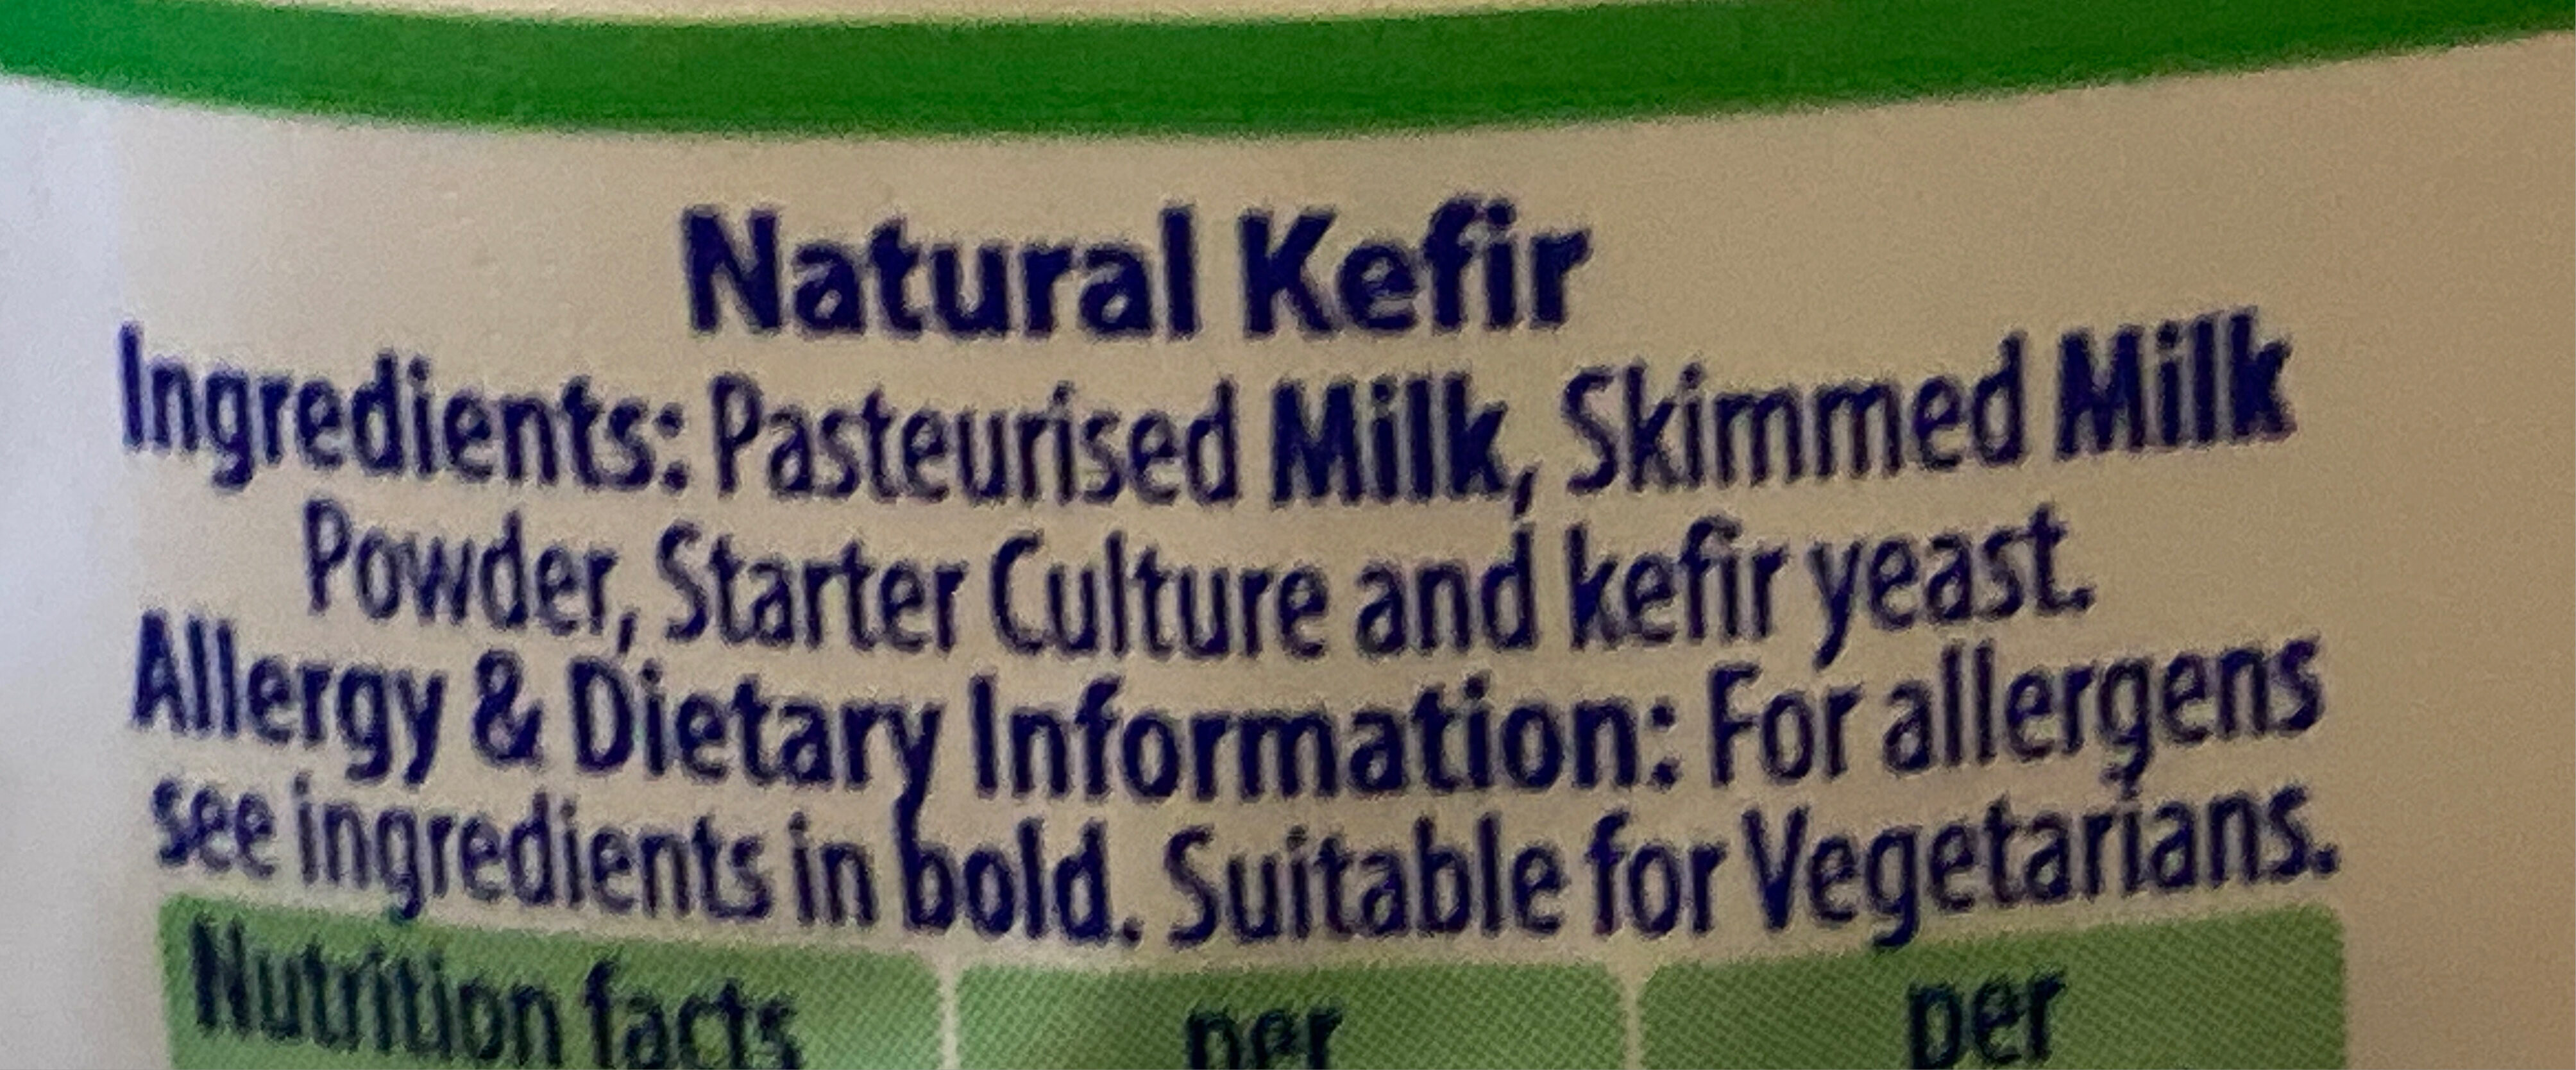 Natural Kefir
Ingredients: Pasteurised Milk, Skimmed Milk
Powder, Starter Culture and kefir yeast.
Allergy & Dietary Information: For allergens
see ingredients in bold. Suitable for Vegetarians.
Nutrition facts per per